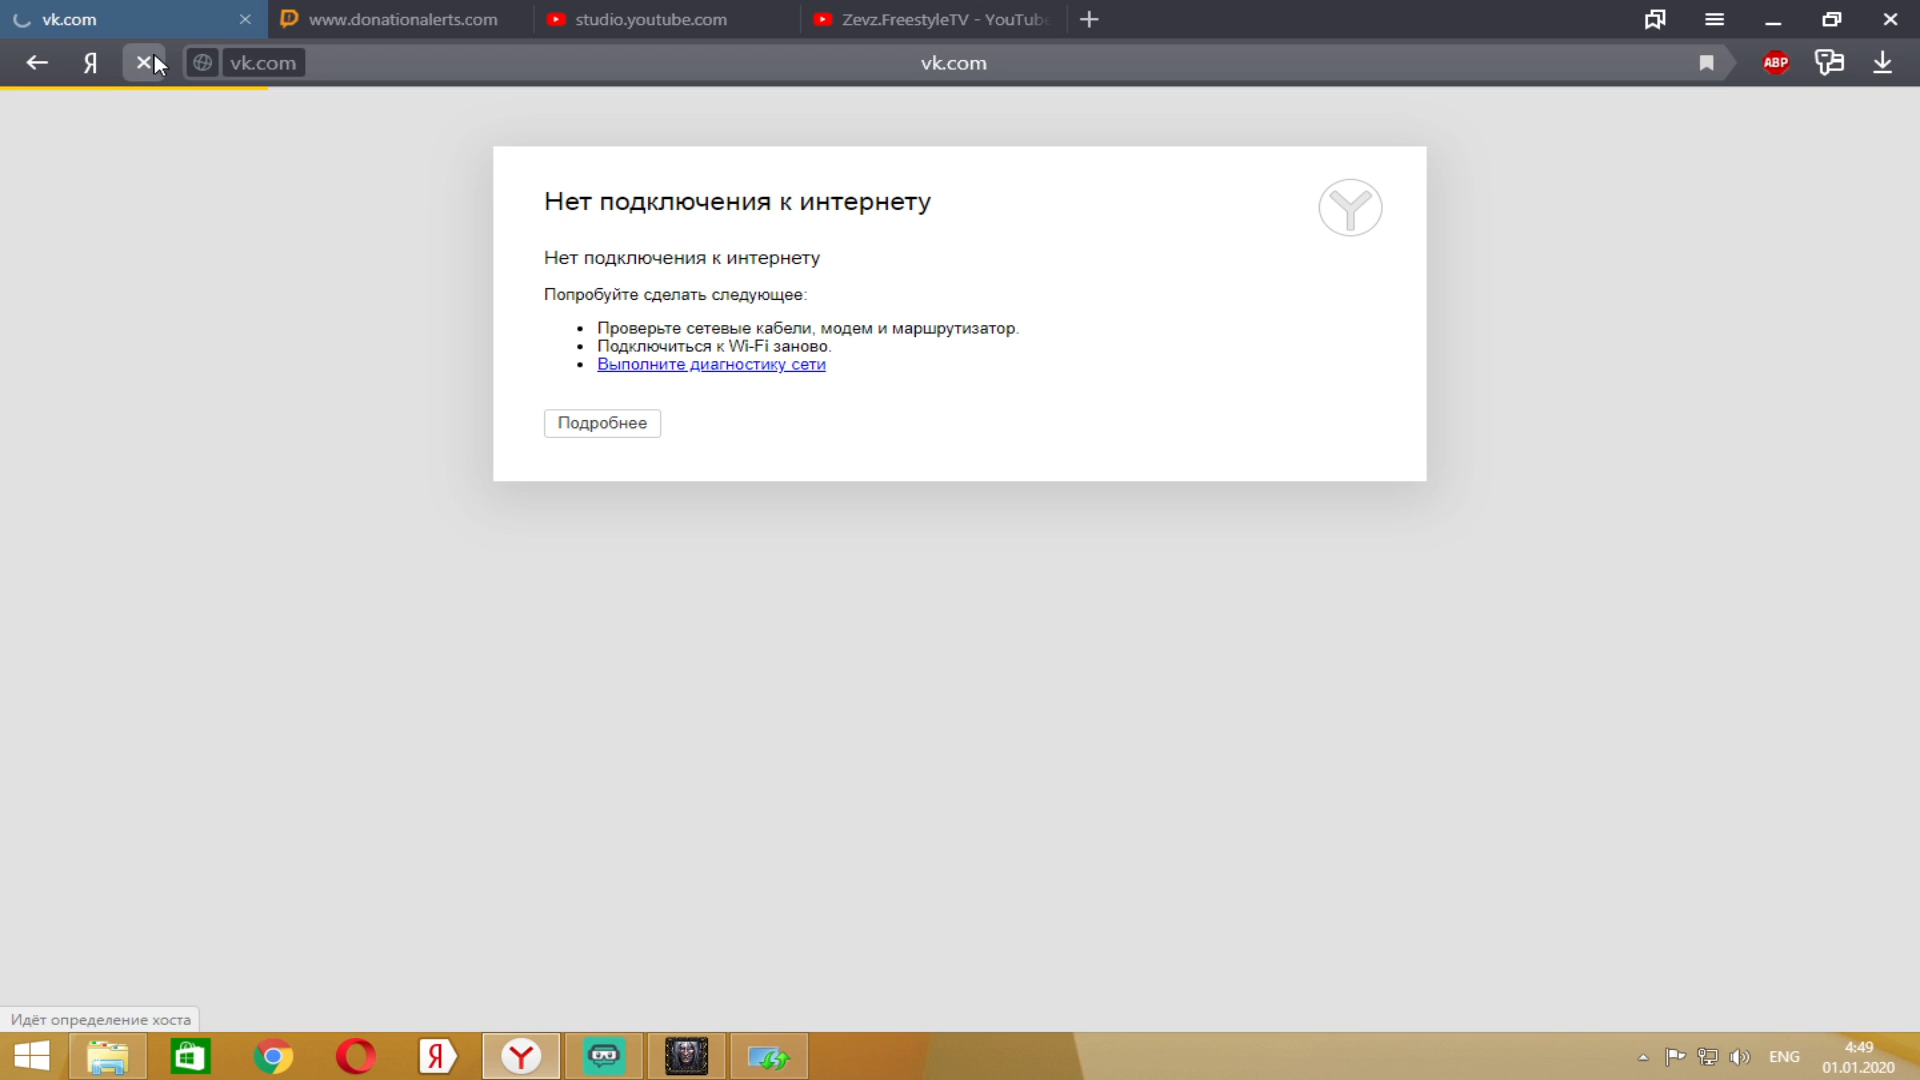 vk.com
www.donationalerts.com
studio.youtube.com
Zevz.FreestyleTV - YouTube
Я
vk.com
vk.com
ABP
Нет подключения к интернету
Нет подключения к интернету
Попробуйте сделать следующее:
Проверьте сетевые кабели, модем и маршрутизатор.
Подключиться к Wi-Fi заново.
Выполните диагностику сети
Подробнее
Идёт определение хоста
Я
ENG
4:49
01.01.2020